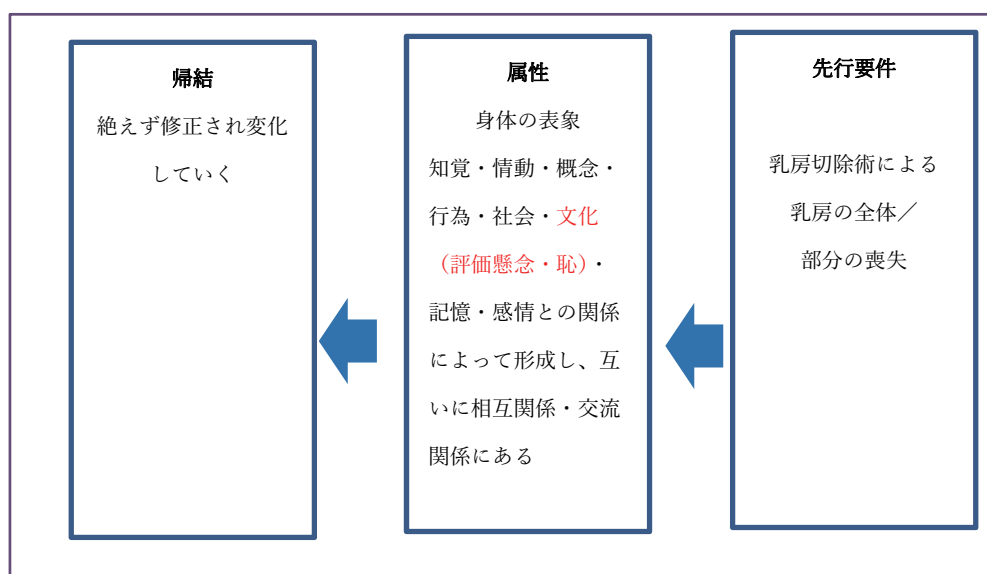 帰結
絶えず修正され変化
していく
属性
身体の表象
知覚・情動・概念・
行為・社会・文化
(評価懸念・恥)・
記憶・感情との関係
によって形成し、互
いに相互関係・交流
関係にある
先行要件
乳房切除術による
乳房の全体/
部分の喪失